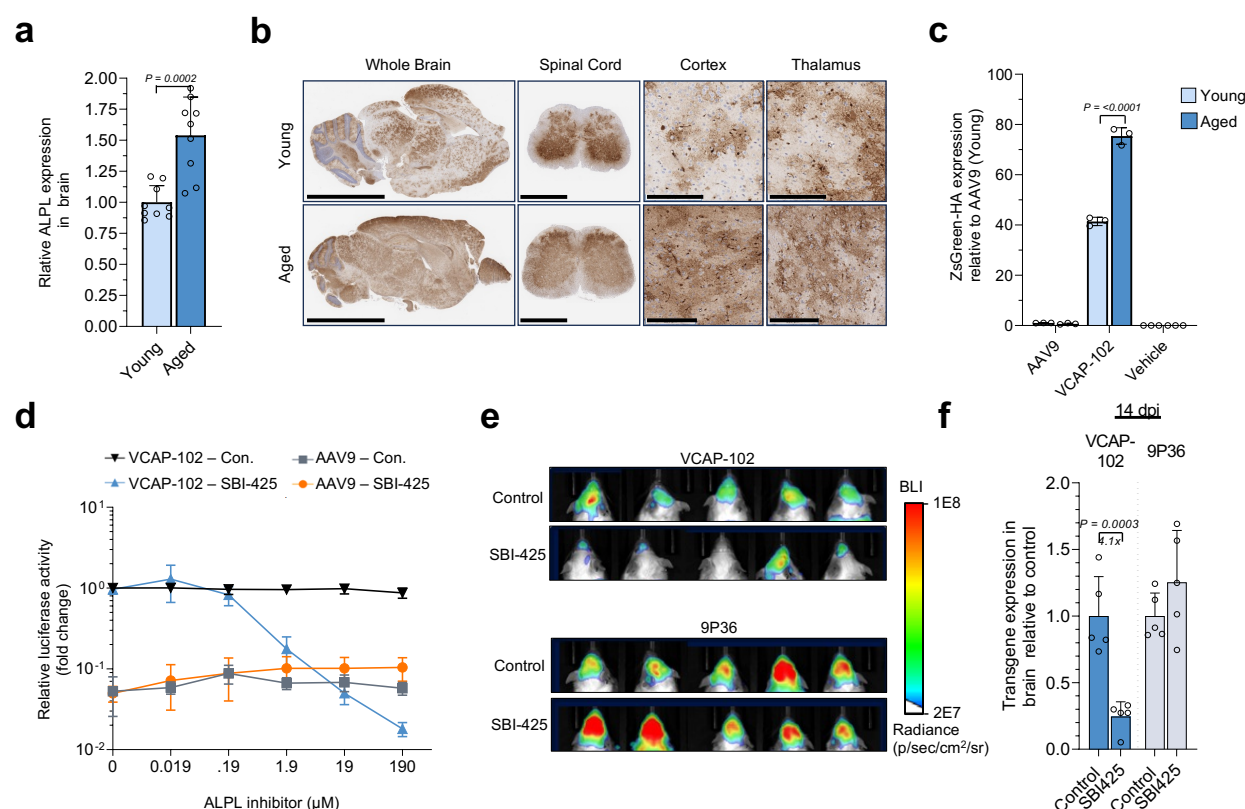 a
Rlative ALPL expression
in brain
2.00
1.75
1.50
1.25
1.00
0.75
0.50
0.25
0.00
P = 0.0002
Young
Aged
b
Whole Brain
Spinal Cord
Cortex
Thalamus
Young
Aged
c
ZsGreen-HA expression
relative to AAV9 (Young)
100
80
60
40
20
0
P = <0.0001
AAV9
VCAP-102
Vehicle
Young
Aged
d
VCAP-102 – Con.
AAV9 – Con.
VCAP-102 – SBI-425
AAV9 – SBI-425
Relative luciferase activity
(fold change)
10¹
10⁰
10⁻¹
10⁻²
0
0.019
.19
1.9
19
190
ALPL inhibitor (µM)
e
VCAP-102
Control
SBI-425
9P36
Control
SBI-425
BLI
1E8
2E7
Radiance
(p/sec/cm²/sr)
f
14 dpi
VCAP-
102
9P36
Transgene expression in
brain relative to control
2.0
1.5
1.0
0.5
0.0
P = 0.0003
4.1x
Control
SBI425
Control
SBI425